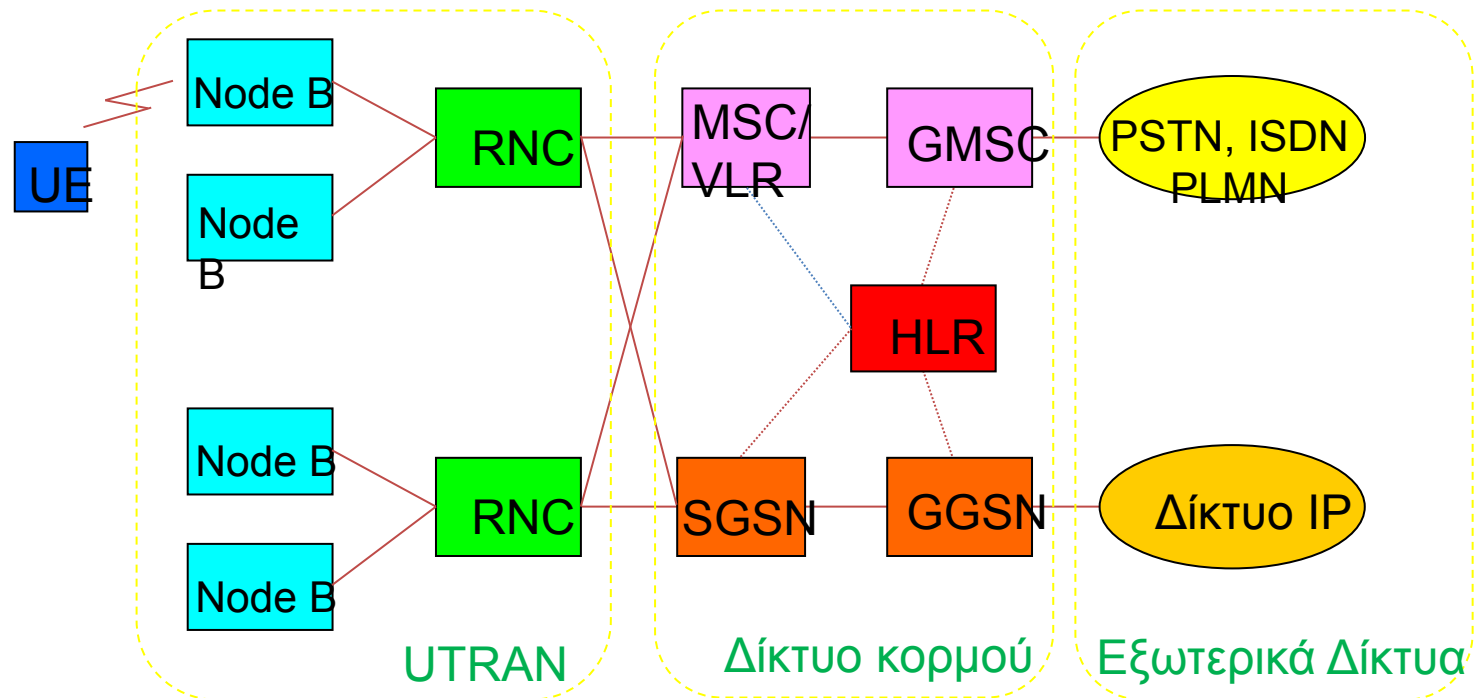 UE
Node B
Node
B
Node B
Node B
RNC
RNC
UTRAN
MSC/
VLR
GMSC
HLR
SGSN
GGSN
Δίκτυο κορμού
PSTN, ISDN
PLMN
Δίκτυο IP
Εξωτερικά Δίκτυα